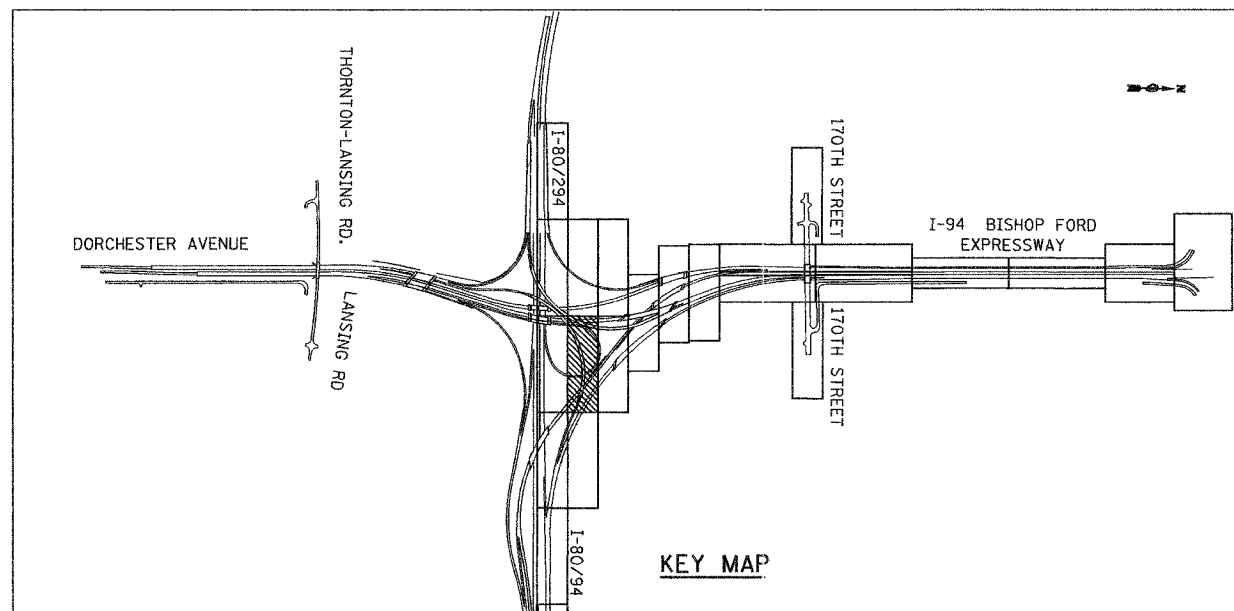 THORNTON-LANSING RD.
I-80/294
170TH STREET
N
I-94 BISHOP FORD
EXPRESSWAY
DORCHESTER AVENUE
LANSING RD
170TH STREET
I-80/94
KEY MAP